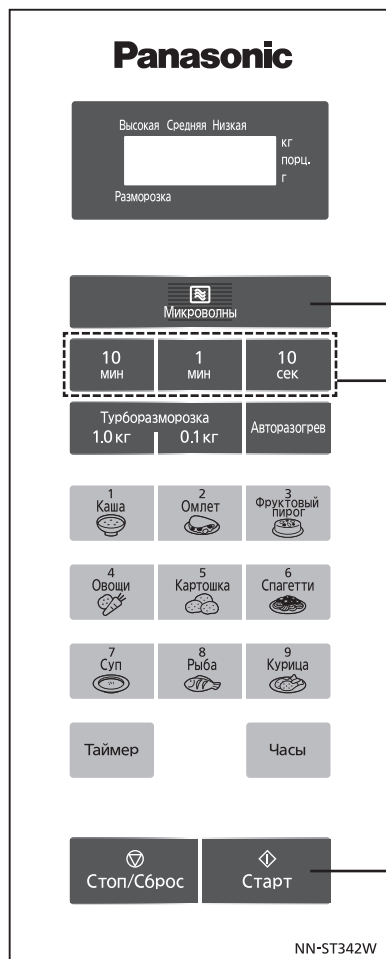 Panasonic
Высокая Средняя Низкая
кг
порц.
г
Разморозка
Микроволны
10 мин
1 мин
10 сек
Турборазморозка
1.0 кг 0.1 кг
Авторазогрев
1 Каша
2 Омлет
3 Фруктовый пирог
4 Овощи
5 Картошка
6 Спагетти
7 Суп
8 Рыба
9 Курица
Таймер
Часы
Стоп/Сброс
Старт
NN-ST342W